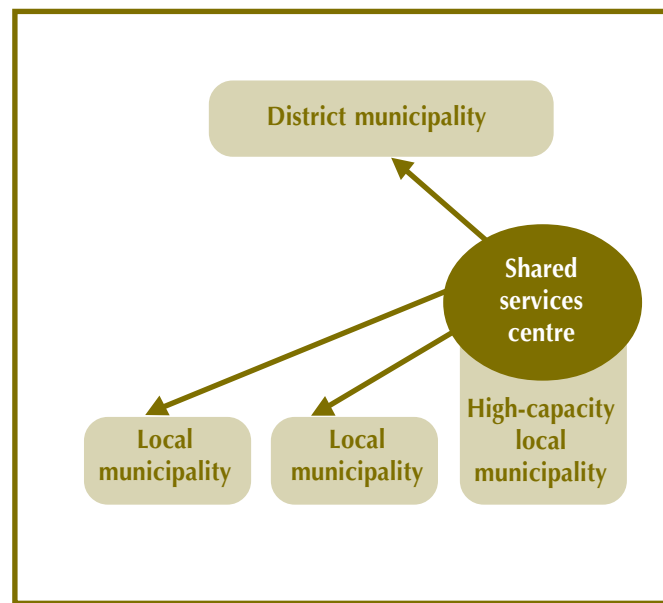 District municipality
Shared
services
centre
Local
municipality
Local
municipality
High-capacity
local
municipality